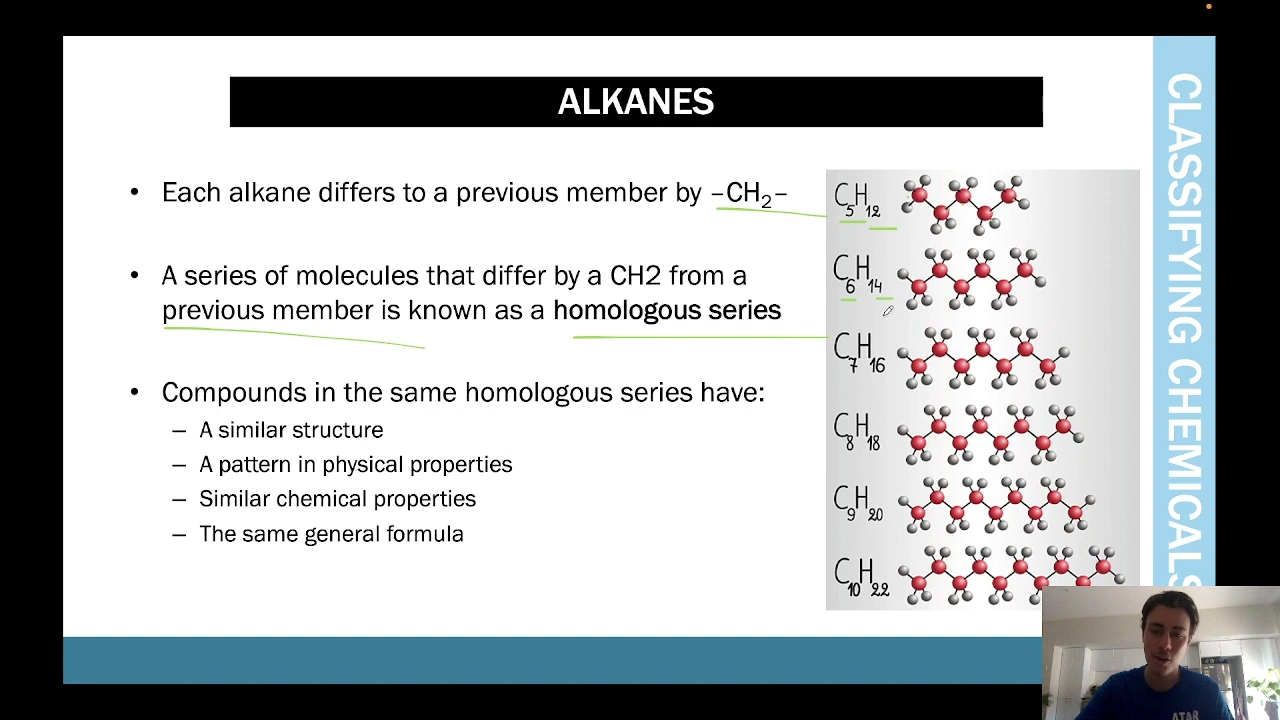 ALKANES
• Each alkane differs to a previous member by –CH₂–
• A series of molecules that differ by a CH2 from a
previous member is known as a homologous series
• Compounds in the same homologous series have:
– A similar structure
– A pattern in physical properties
– Similar chemical properties
– The same general formula
C₅H₁₂
C₆H₁₄
C₇H₁₆
C₈H₁₈
C₉H₂₀
C₁₀H₂₂
CLASSIFYING CHEMICALS
ATAR